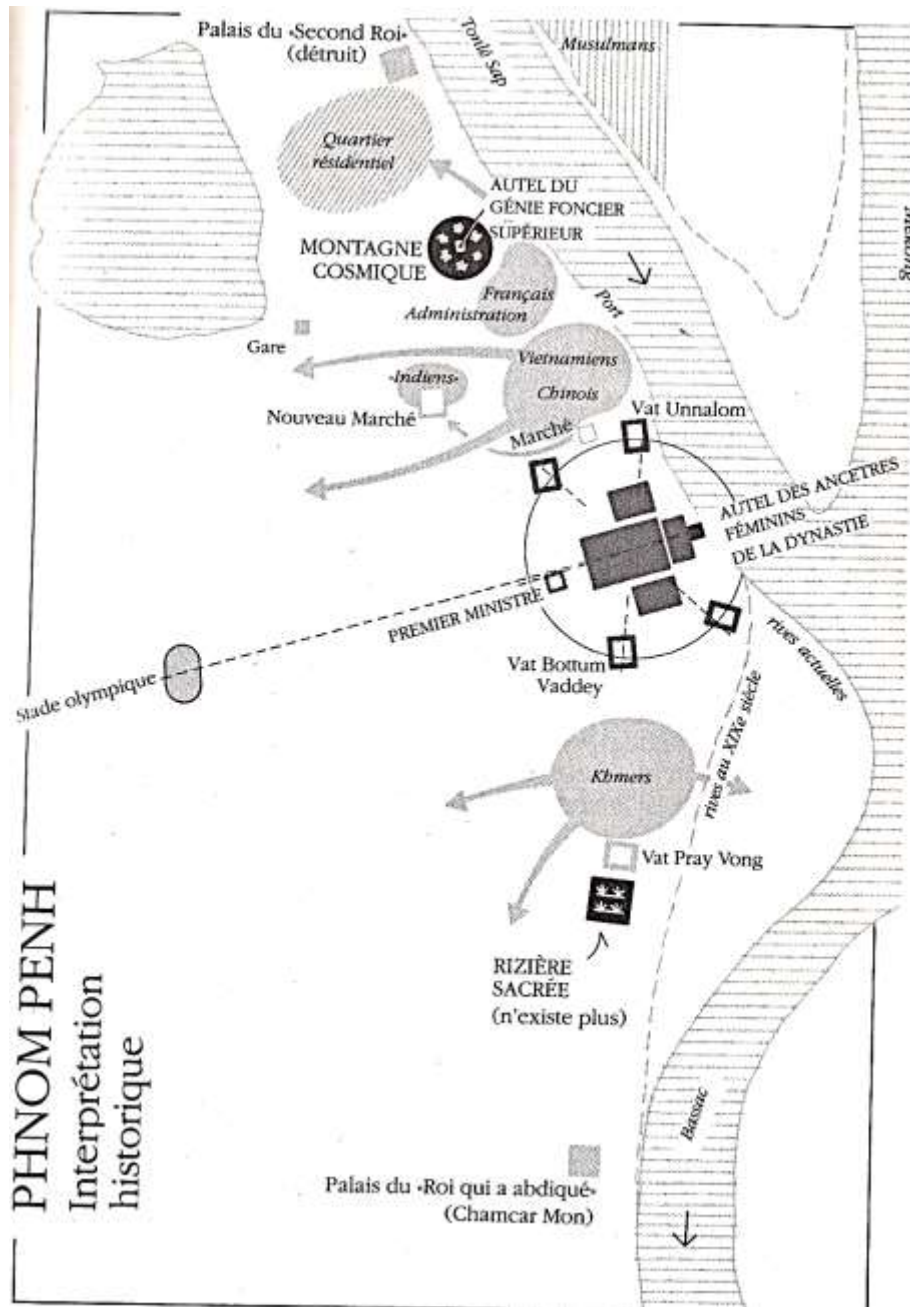 Palais du «Second Roi»
(détruit)
Tonlé Sap
Musulmans
Quartier
résidentiel
AUTEL DU
GÉNIE FONCIER
SUPÉRIEUR
MONTAGNE
COSMIQUE
Mékong
Français
Administration
Port
Gare
Vietnamiens
Chinois
«Indiens»
Nouveau Marché
Marché
Vat Unnalom
AUTEL DES ANCETRES
FÉMININS
DE LA DYNASTIE
PREMIER MINISTRE
Stade olympique
Vat Bottum
Vaddey
rives actuelles
rives au XIXe siècle
Khmers
Vat Pray Vong
RIZIÈRE
SACRÉE
(n'existe plus)
Bassac
Palais du «Roi qui a abdiqué»
(Chamcar Mon)
PHNOM PENH
Interprétation
historique